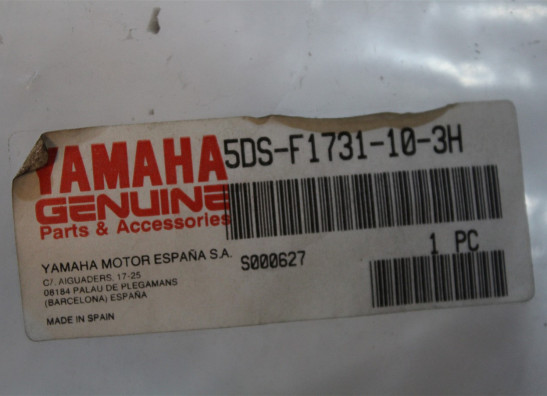 YAMAHA 5DS-F1731-10-3H
GENUINE
Parts & Accessories
1 PC
YAMAHA MOTOR ESPAÑA S.A. S000627
C/. AIGUADERS, 17-25
08184 PALAU DE PLEGAMANS
(BARCELONA) ESPAÑA
MADE IN SPAIN